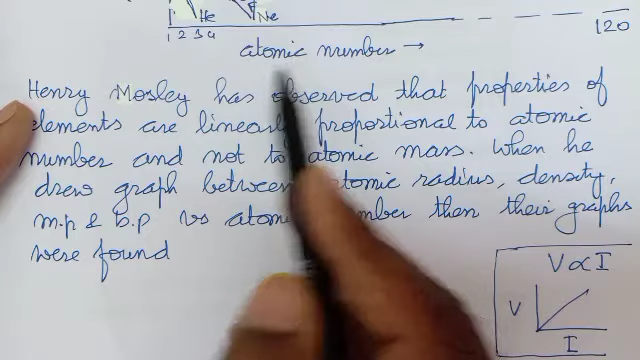 He Ne
1 2 3 4
120
atomic number →
Henry Mosley has observed that properties of
elements are linearly proportional to atomic
number and not to atomic mass. When he
drew graph between atomic radius, density,
m.p & b.p vs atomic number then their graphs
were found
V ∝ I
V
I